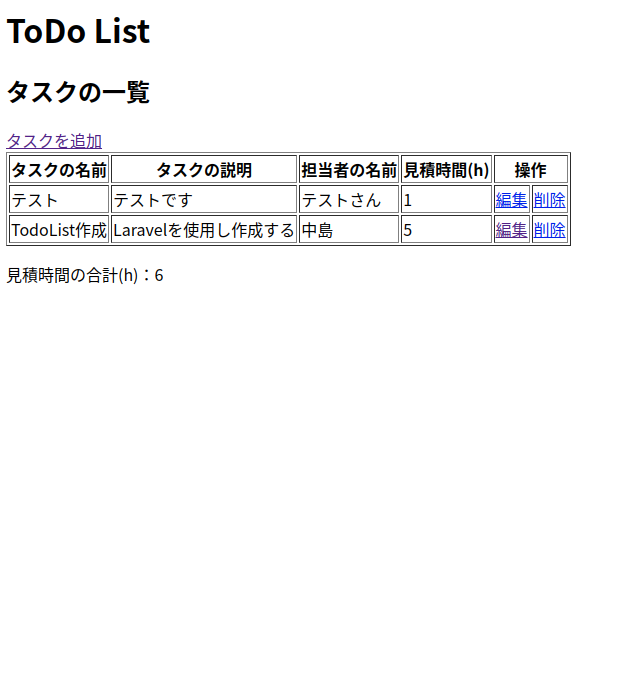 ToDo List
タスクの一覧
タスクを追加
タスクの名前 タスクの説明 担当者の名前 見積時間(h) 操作
テスト テストです テストさん 1 編集 削除
TodoList作成 Laravelを使用し作成する 中島 5 編集 削除
見積時間の合計(h)：6